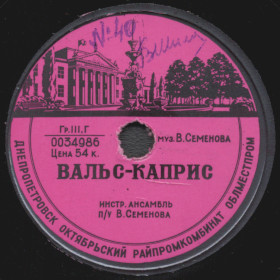 №40
Гр.III.Г
0034986
Цена 54 к.
муз. В. Семенова
ВАЛЬС-КАПРИС
инстр. ансамбль
п/у В. Семенова
ДНЕПРОПЕТРОВСК ОКТЯБРЬСКИЙ РАЙПРОМКОМБИНАТ ОБЛМЕСТПРОМ